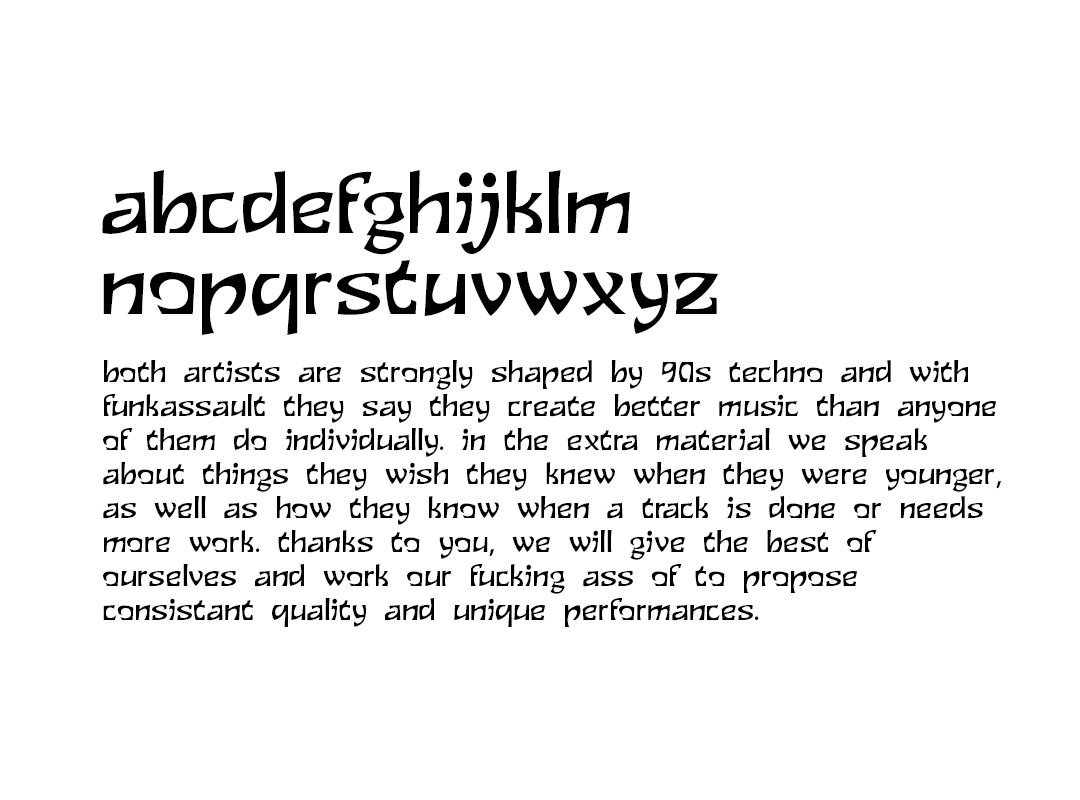 abcdefghijklm
nopqrstuvwxyz
both artists are strongly shaped by 90s techno and with
funkassault they say they create better music than anyone
of them do individually. in the extra material we speak
about things they wish they knew when they were younger,
as well as how they know when a track is done or needs
more work. thanks to you, we will give the best of
ourselves and work our fucking ass of to propose
consistant quality and unique performances.